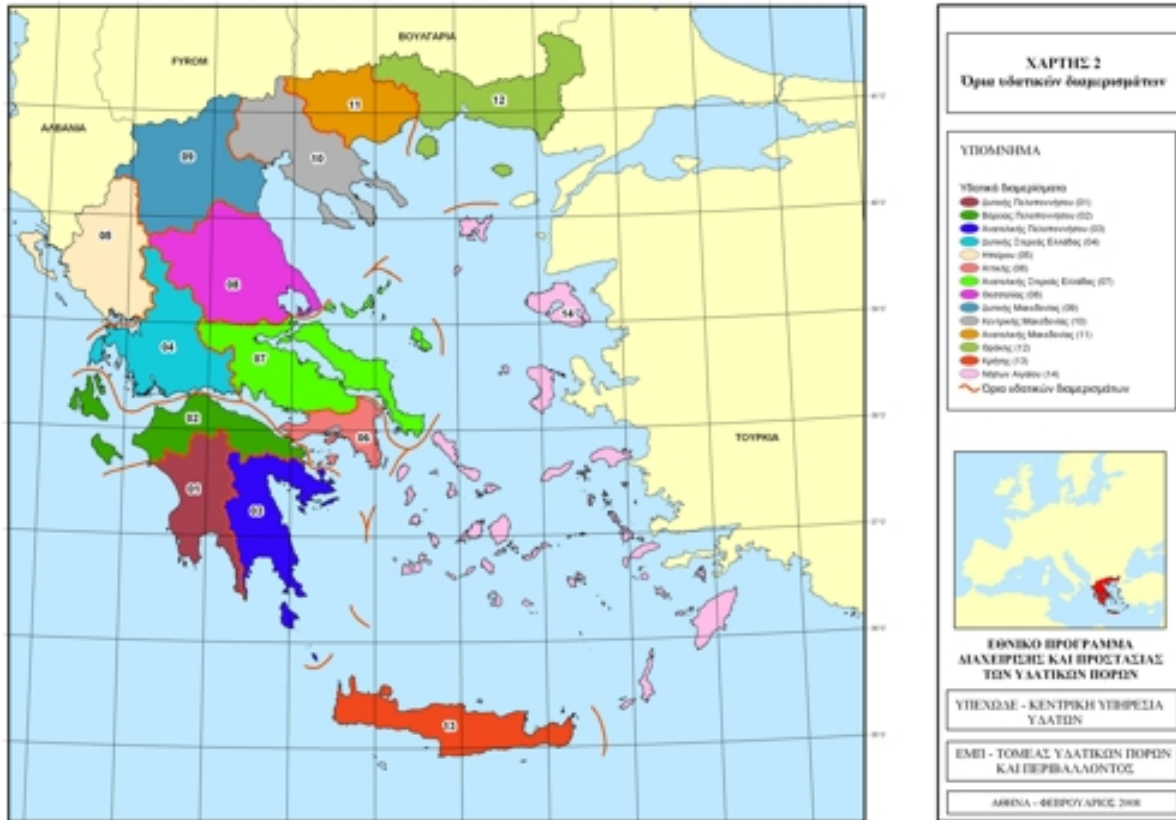 ΒΟΥΛΓΑΡΙΑ
FYROM
ΑΛΒΑΝΙΑ
ΤΟΥΡΚΙΑ
11
12
10
09
05
08
14
04
07
02
06
01
03
13
ΧΑΡΤΗΣ 2
Όρια υδατικών διαμερισμάτων
ΥΠΟΜΝΗΜΑ
Υδατικά διαμερίσματα
Δυτικής Πελοποννήσου (01)
Βόρειας Πελοποννήσου (02)
Ανατολικής Πελοποννήσου (03)
Δυτικής Στερεάς Ελλάδας (04)
Ηπείρου (05)
Αττικής (06)
Ανατολικής Στερεάς Ελλάδας (07)
Θεσσαλίας (08)
Δυτικής Μακεδονίας (09)
Κεντρικής Μακεδονίας (10)
Ανατολικής Μακεδονίας (11)
Θράκης (12)
Κρήτης (13)
Νήσων Αιγαίου (14)
Όρια υδατικών διαμερισμάτων
ΕΘΝΙΚΟ ΠΡΟΓΡΑΜΜΑ
ΔΙΑΧΕΙΡΙΣΗΣ ΚΑΙ ΠΡΟΣΤΑΣΙΑΣ
ΤΩΝ ΥΔΑΤΙΚΩΝ ΠΟΡΩΝ
ΥΠΕΧΩΔΕ - ΚΕΝΤΡΙΚΗ ΥΠΗΡΕΣΙΑ
ΥΔΑΤΩΝ
ΕΜΠ - ΤΟΜΕΑΣ ΥΔΑΤΙΚΩΝ ΠΟΡΩΝ
ΚΑΙ ΠΕΡΙΒΑΛΛΟΝΤΟΣ
ΑΘΗΝΑ - ΦΕΒΡΟΥΑΡΙΟΣ 2008